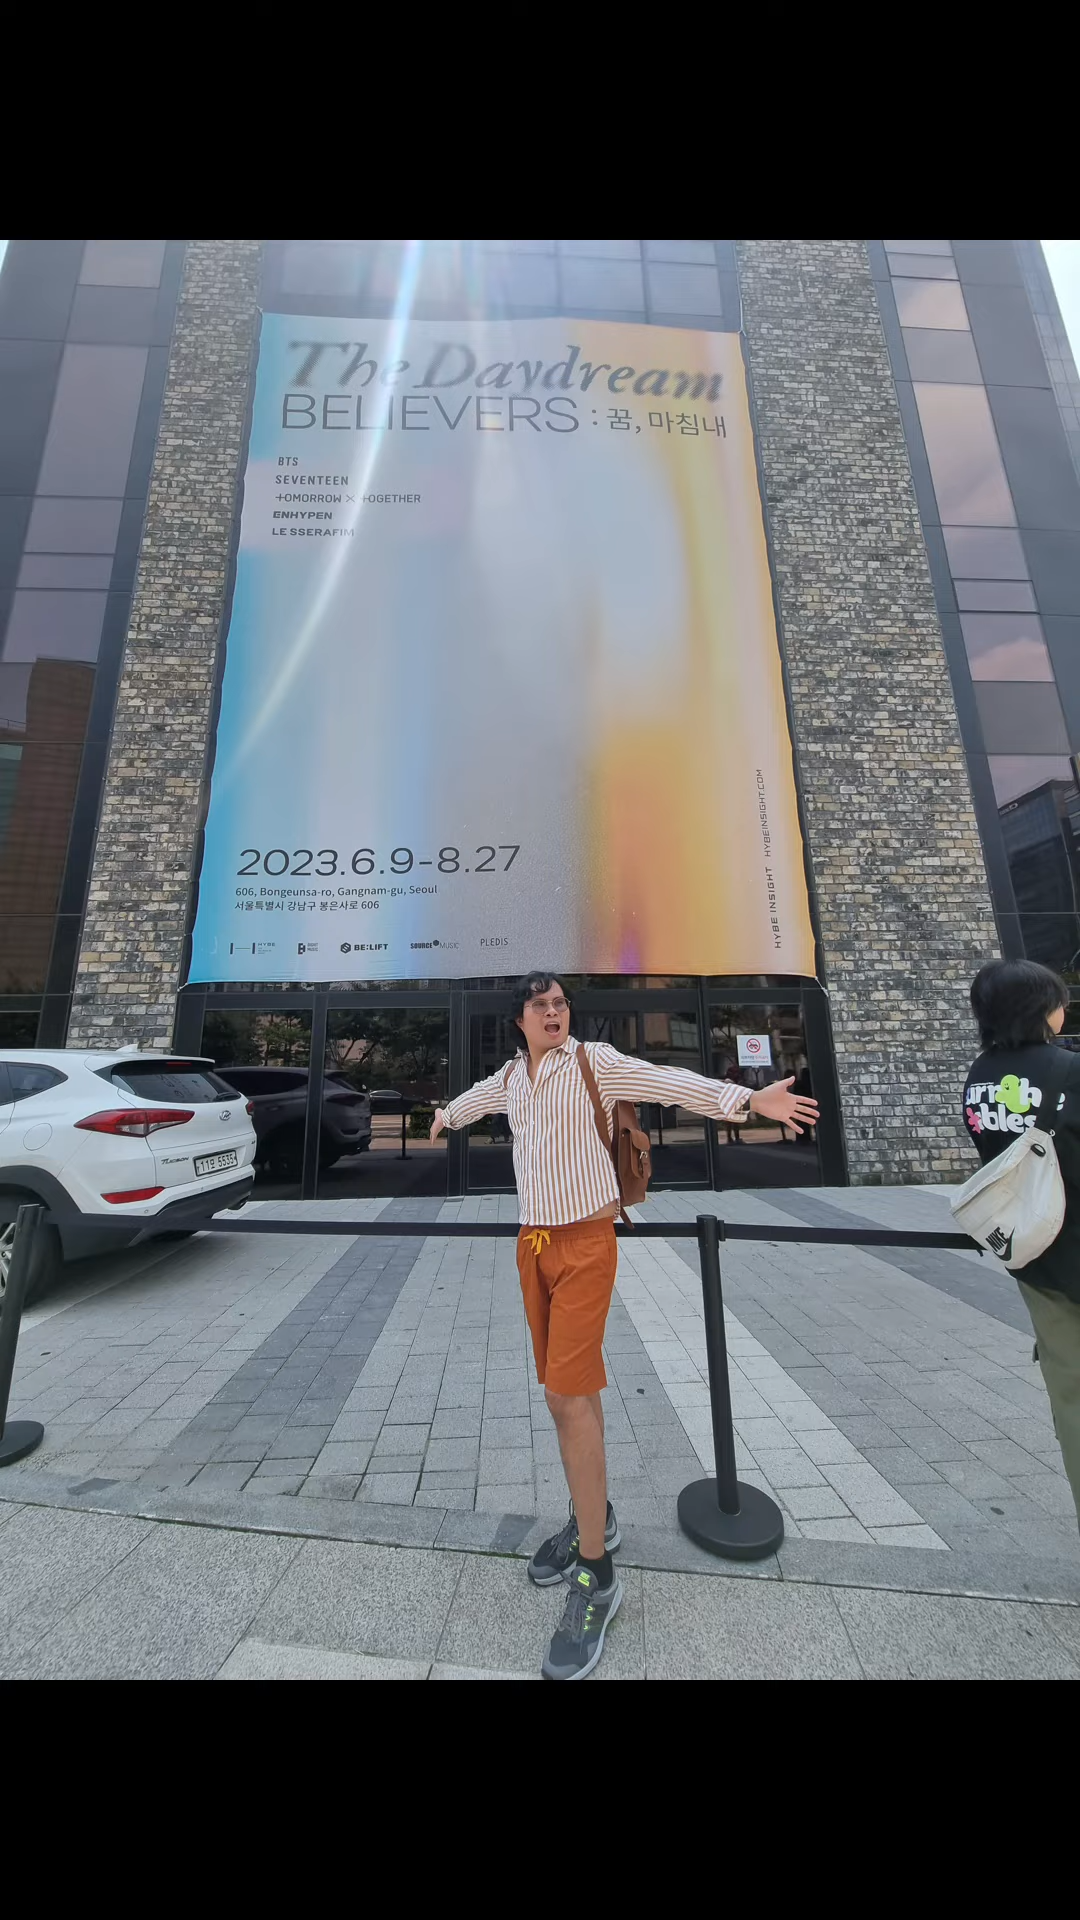 The Daydream
BELIEVERS : 꿈, 마침내
BTS
SEVENTEEN
TOMORROW X TOGETHER
ENHYPEN
LE SSERAFIM
2023.6.9-8.27
606, Bongeunsa-ro, Gangnam-gu, Seoul
서울특별시 강남구 봉은사로 606
HYBE
BE:LIFT
SOURCE MUSIC
PLEDIS
HYBE INSIGHT HYBEINSIGHT.COM
TUCSON
5535
NIKE